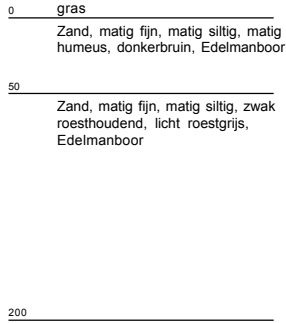 0 gras
Zand, matig fijn, matig siltig, matig
humeus, donkerbruin, Edelmanboor
50
Zand, matig fijn, matig siltig, zwak
roesthoudend, licht roestgrijs,
Edelmanboor
200